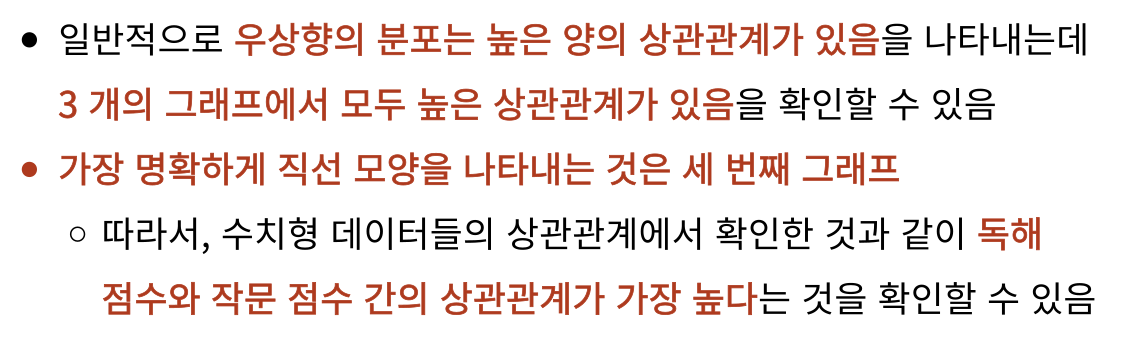 ● 일반적으로 우상향의 분포는 높은 양의 상관관계가 있음을 나타내는데
3 개의 그래프에서 모두 높은 상관관계가 있음을 확인할 수 있음
● 가장 명확하게 직선 모양을 나타내는 것은 세 번째 그래프
○ 따라서, 수치형 데이터들의 상관관계에서 확인한 것과 같이 독해
점수와 작문 점수 간의 상관관계가 가장 높다는 것을 확인할 수 있음